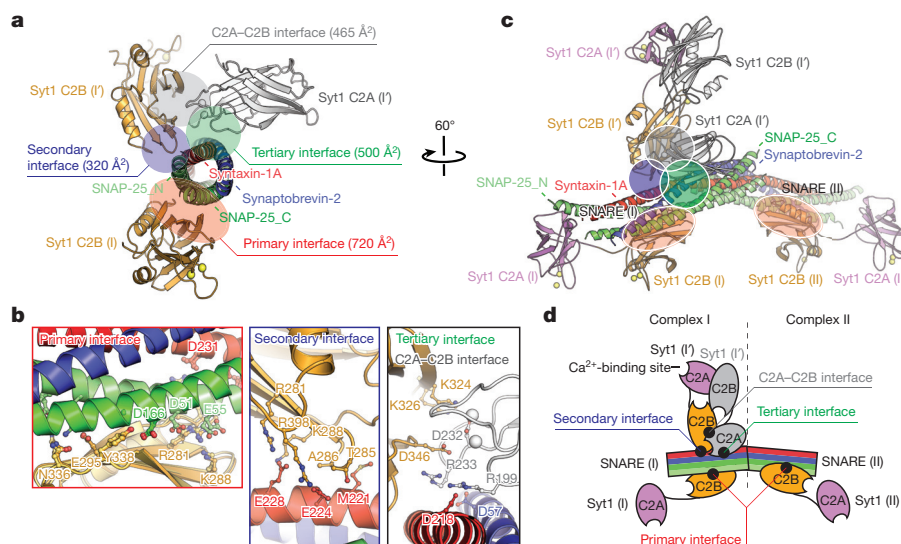 a
C2A–C2B interface (465 Å²)
Syt1 C2B (I′)
Syt1 C2A (I′)
Secondary
interface (320 Å²)
Tertiary interface (500 Å²)
Syntaxin-1A
SNAP-25_N
Synaptobrevin-2
SNAP-25_C
Syt1 C2B (I)
Primary interface (720 Å²)
60°
c
Syt1 C2A (I′)
Syt1 C2B (I′)
Syt1 C2B (I′)
Syt1 C2A (I′)
SNAP-25_C
Synaptobrevin-2
SNAP-25_N
Syntaxin-1A
SNARE (I)
SNARE (II)
Syt1 C2A (I)
Syt1 C2B (I)
Syt1 C2B (II)
Syt1 C2A (I)
b
Primary interface
D231
D166
D51
E55
N336
E295
Y338
R281
K288
Secondary interface
R281
R398
K288
A286
T285
E228
E224
M221
Tertiary interface
C2A–C2B interface
K324
K326
D232
D346
R233
R199
D218
D57
d
Complex I
Complex II
Syt1 (I′)
Syt1 (I′)
Ca²⁺-binding site
C2A
C2B
C2A–C2B interface
C2B
Secondary interface
C2A
Tertiary interface
SNARE (I)
SNARE (II)
C2B
C2B
Syt1 (I)
C2A
C2A
Syt1 (II)
Primary interface